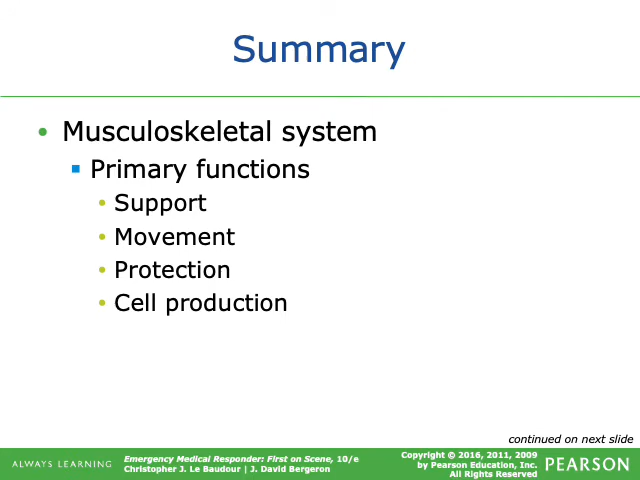 Summary
• Musculoskeletal system
▪ Primary functions
• Support
• Movement
• Protection
• Cell production
continued on next slide
ALWAYS LEARNING
Emergency Medical Responder: First on Scene, 10/e
Christopher J. Le Baudour | J. David Bergeron
Copyright © 2016, 2011, 2009
by Pearson Education, Inc.
All Rights Reserved
PEARSON